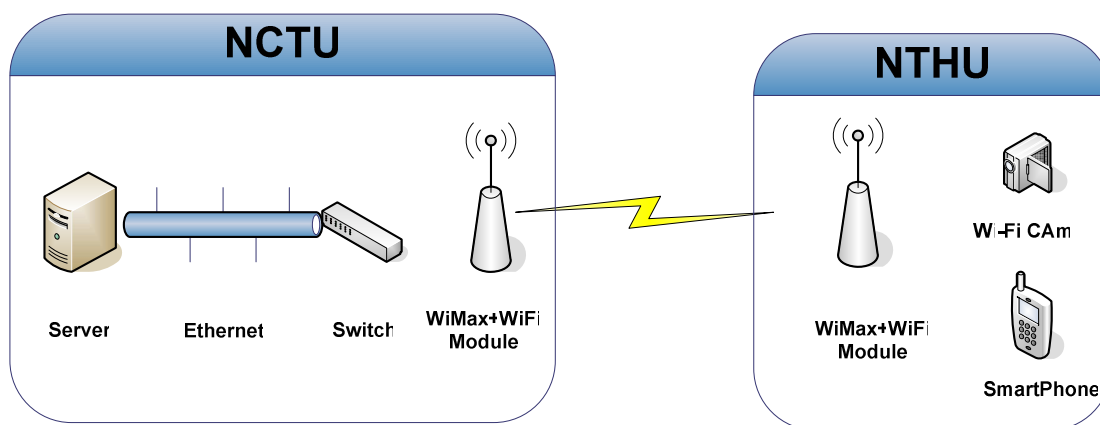 NCTU
NTHU
Wi-Fi CAm
Server
Ethernet
Switch
WiMax+WiFi
Module
WiMax+WiFi
Module
SmartPhone